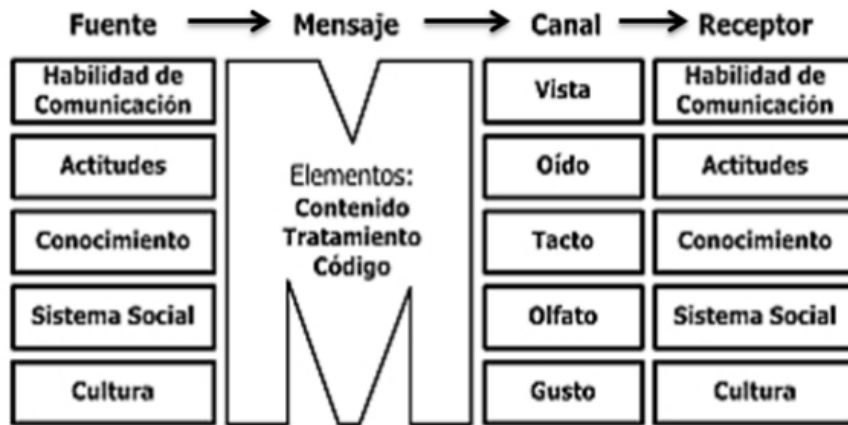 Fuente Mensaje Canal Receptor
Habilidad de
Comunicación
Actitudes
Conocimiento
Sistema Social
Cultura
Elementos:
Contenido
Tratamiento
Código
Vista
Oído
Tacto
Olfato
Gusto
Habilidad de
Comunicación
Actitudes
Conocimiento
Sistema Social
Cultura